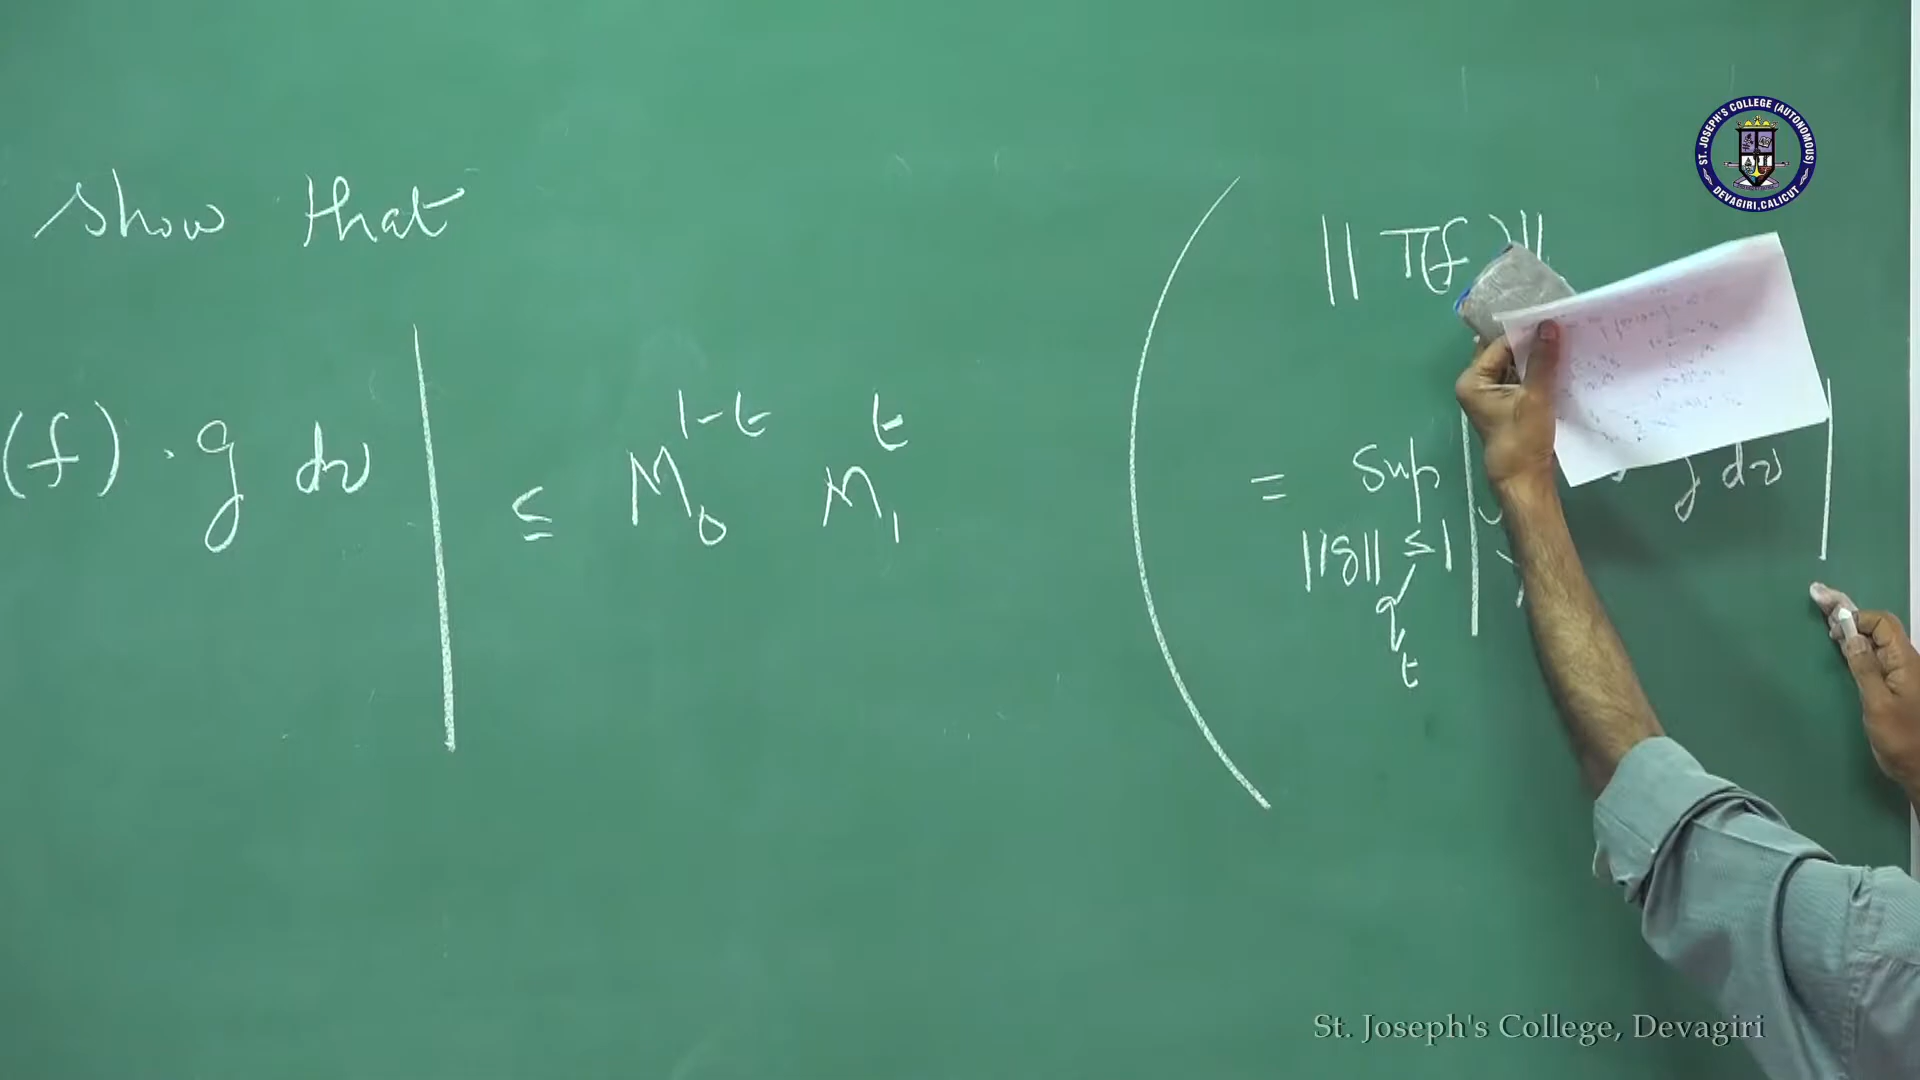 show that
(f) . g dν | ≤ M₀^{1-t} M₁^{t}
|| T(f)||
= Sup | g dν |
||g|| ≤ 1
q'
t
ST. JOSEPH'S COLLEGE (AUTONOMOUS)
DEVAGIRI, CALICUT
St. Joseph's College, Devagiri